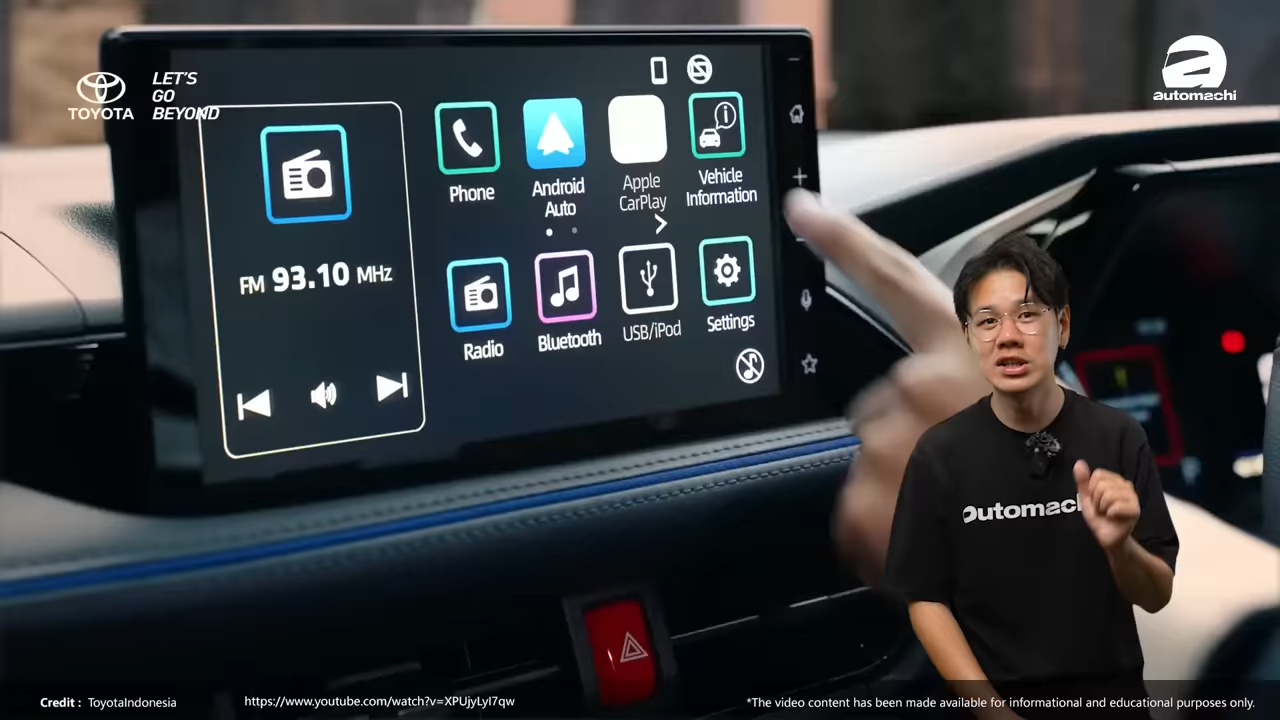 TOYOTA
LET'S
GO
BEYOND
automachi
FM 93.10 MHz
Phone
Android
Auto
Apple
CarPlay
Vehicle
Information
Radio
Bluetooth
USB/iPod
Settings
automac
Credit : ToyotaIndonesia
https://www.youtube.com/watch?v=XPUjyLyI7qw
*The video content has been made available for informational and educational purposes only.